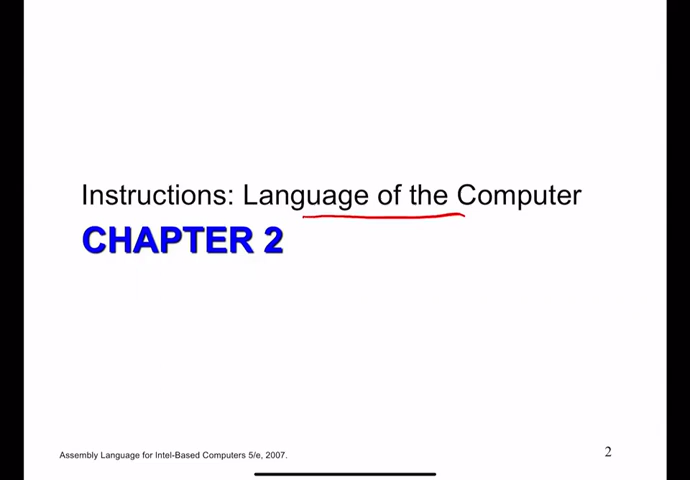 Instructions: Language of the Computer
CHAPTER 2
Assembly Language for Intel-Based Computers 5/e, 2007.
2